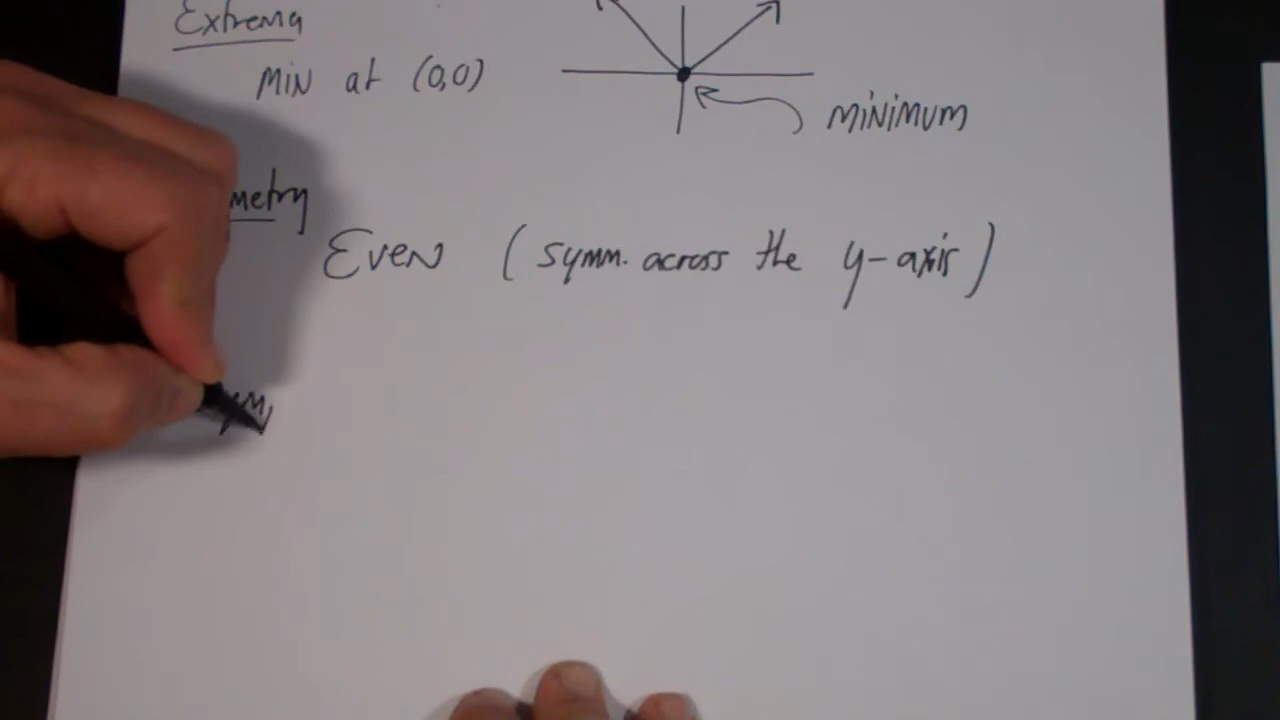 Extrema
MiN at (0,0)
MiNiMUM
metry
EveN (symm. across the y-axis)